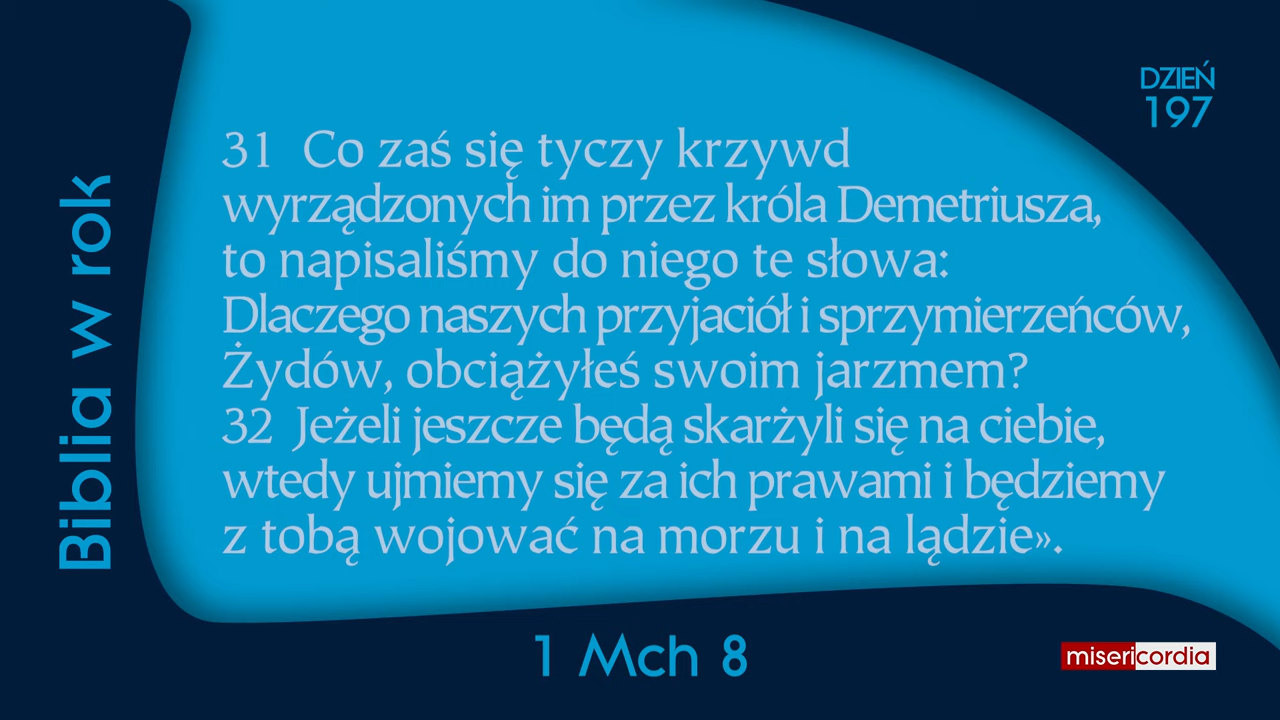 DZIEŃ
197
Biblia w rok
31 Co zaś się tyczy krzywd
wyrządzonych im przez króla Demetriusza,
to napisaliśmy do niego te słowa:
Dlaczego naszych przyjaciół i sprzymierzeńców,
Żydów, obciążyłeś swoim jarzmem?
32 Jeżeli jeszcze będą skarżyli się na ciebie,
wtedy ujmiemy się za ich prawami i będziemy
z tobą wojować na morzu i na lądzie».
1 Mch 8
misericordia